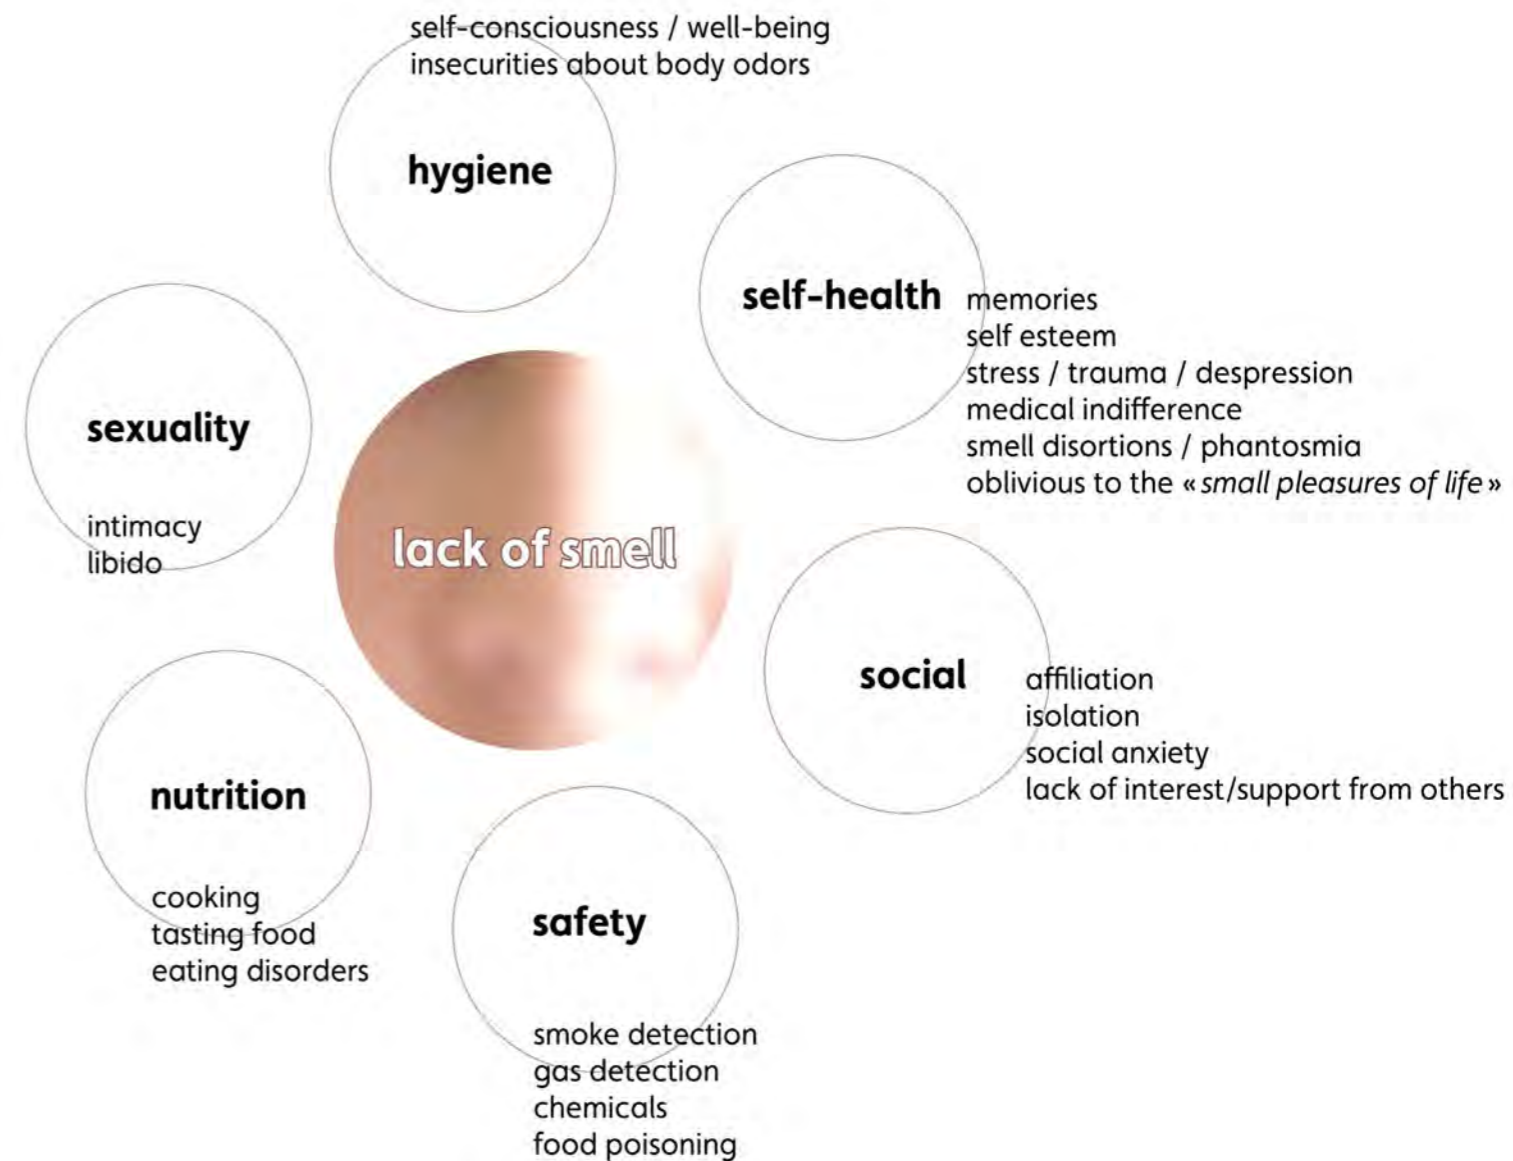 self-consciousness / well-being
insecurities about body odors
hygiene
self-health
memories
self esteem
stress / trauma / despression
medical indifference
smell disortions / phantosmia
oblivious to the «small pleasures of life»
sexuality
intimacy
libido
lack of smell
social
affiliation
isolation
social anxiety
lack of interest/support from others
nutrition
cooking
tasting food
eating disorders
safety
smoke detection
gas detection
chemicals
food poisoning